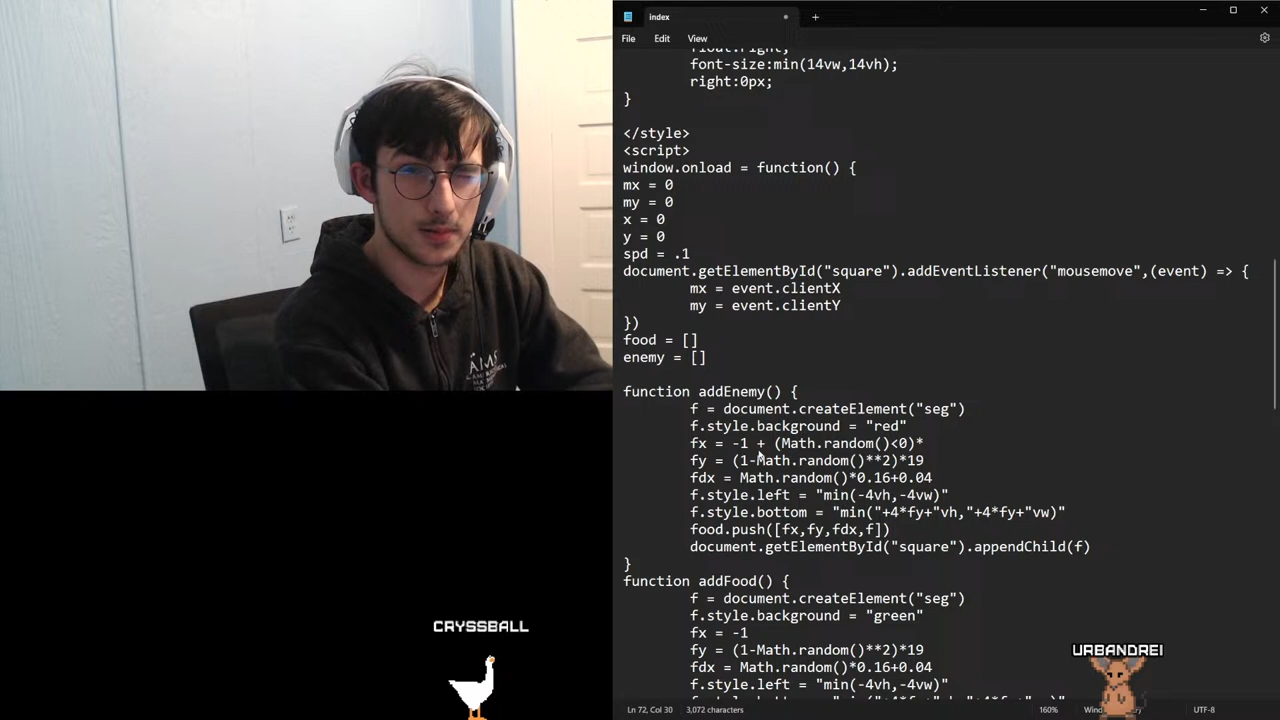 index
File Edit View
float:right;
font-size:min(14vw,14vh);
right:0px;
}
</style>
<script>
window.onload = function() {
mx = 0
my = 0
x = 0
y = 0
spd = .1
document.getElementById("square").addEventListener("mousemove",(event) => {
mx = event.clientX
my = event.clientY
})
food = []
enemy = []
function addEnemy() {
f = document.createElement("seg")
f.style.background = "red"
fx = -1 + (Math.random()<0)*
fy = (1-Math.random()**2)*19
fdx = Math.random()*0.16+0.04
f.style.left = "min(-4vh,-4vw)"
f.style.bottom = "min("+4*fy+"vh,"+4*fy+"vw)"
food.push([fx,fy,fdx,f])
document.getElementById("square").appendChild(f)
}
function addFood() {
f = document.createElement("seg")
f.style.background = "green"
fx = -1
fy = (1-Math.random()**2)*19
fdx = Math.random()*0.16+0.04
f.style.left = "min(-4vh,-4vw)"
Ln 72, Col 30 3,072 characters 160% UTF-8
CRYSSBALL
URBANDREI